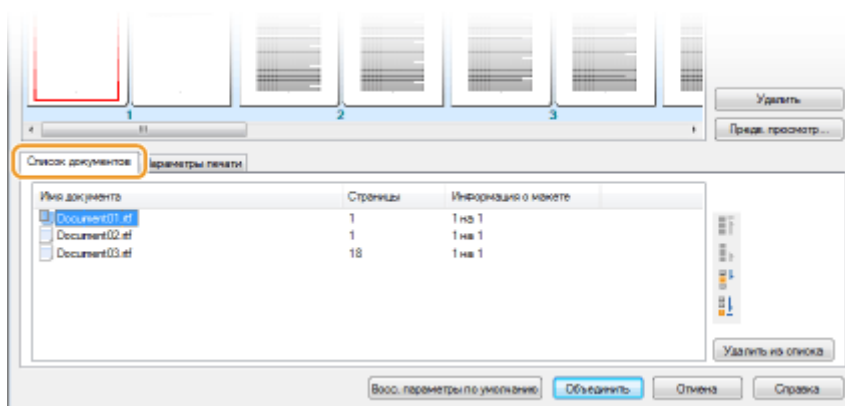 Удалить
1 2 3
Предв. просмотр...
Список документов Параметры печати
Имя документа Страницы Информация о макете
Document01.rtf 1 1 на 1
Document02.rtf 1 1 на 1
Document03.rtf 18 1 на 1
Удалить из списка
Восс. параметры по умолчанию Объединить Отмена Справка